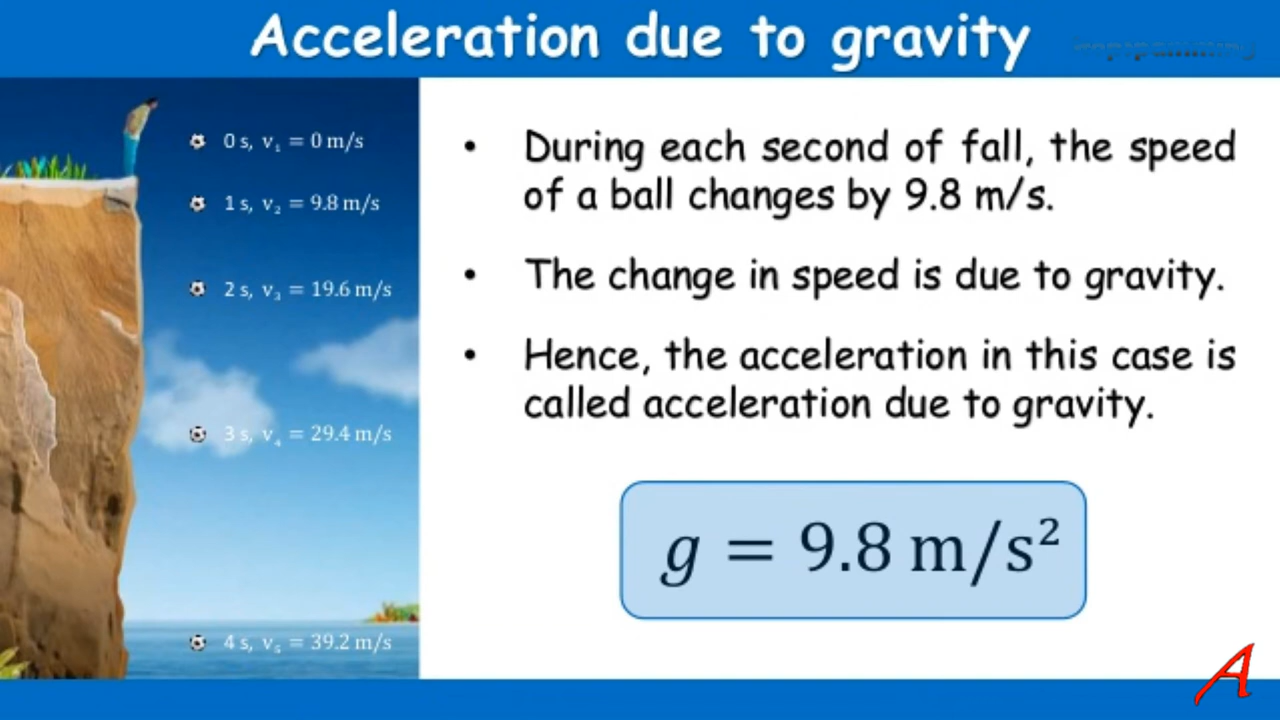 Acceleration due to gravity
0 s, v₁ = 0 m/s
1 s, v₂ = 9.8 m/s
2 s, v₃ = 19.6 m/s
3 s, v₄ = 29.4 m/s
4 s, v₅ = 39.2 m/s
• During each second of fall, the speed
of a ball changes by 9.8 m/s.
• The change in speed is due to gravity.
• Hence, the acceleration in this case is
called acceleration due to gravity.
g = 9.8 m/s²
A